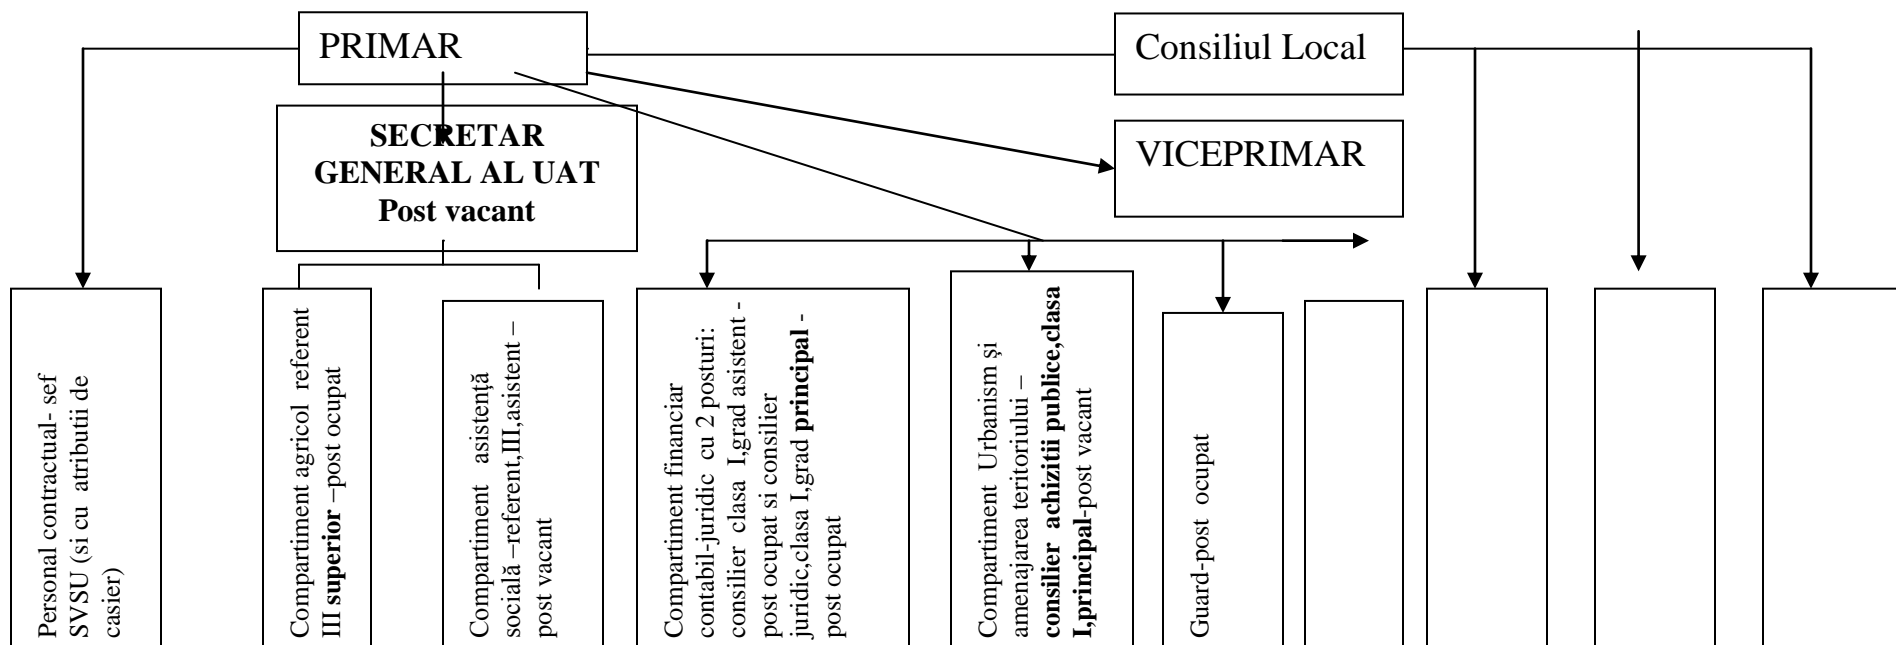 PRIMAR
Consiliul Local
SECRETAR
GENERAL AL UAT
Post vacant
VICEPRIMAR
Personal contractual- sef
SVSU (si cu atributii de
casier)
Compartiment agricol referent
III superior –post ocupat
Compartiment asistenţă
socială –referent,III,asistent –
post vacant
Compartiment financiar
contabil-juridic cu 2 posturi:
consilier clasa I,grad asistent -
post ocupat si consilier
juridic,clasa I,grad principal -
post ocupat
Compartiment Urbanism şi
amenajarea teritoriului –
consilier achizitii publice,clasa
I,principal-post vacant
Guard-post ocupat